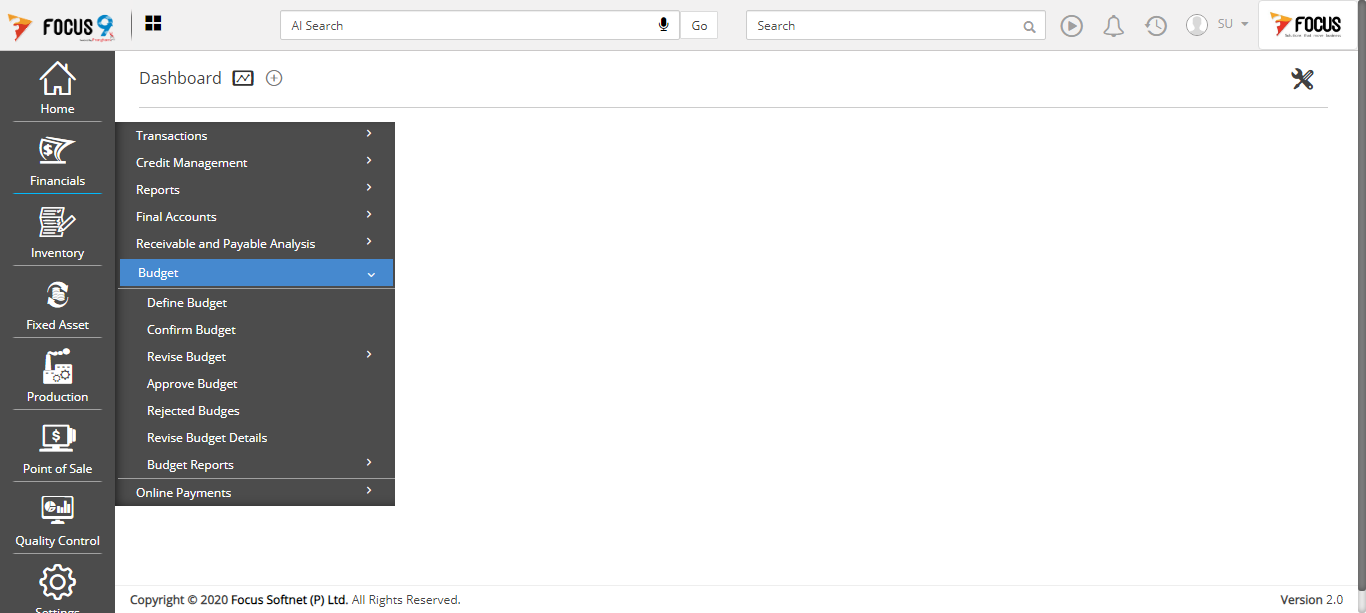 FOCUS 9
AI Search
Go
Search
SU
FOCUS
Home
Financials
Inventory
Fixed Asset
Production
Point of Sale
Quality Control
Settings
Dashboard
Transactions
Credit Management
Reports
Final Accounts
Receivable and Payable Analysis
Budget
Define Budget
Confirm Budget
Revise Budget
Approve Budget
Rejected Budgets
Revise Budget Details
Budget Reports
Online Payments
Copyright © 2020 Focus Softnet (P) Ltd. All Rights Reserved.
Version 2.0